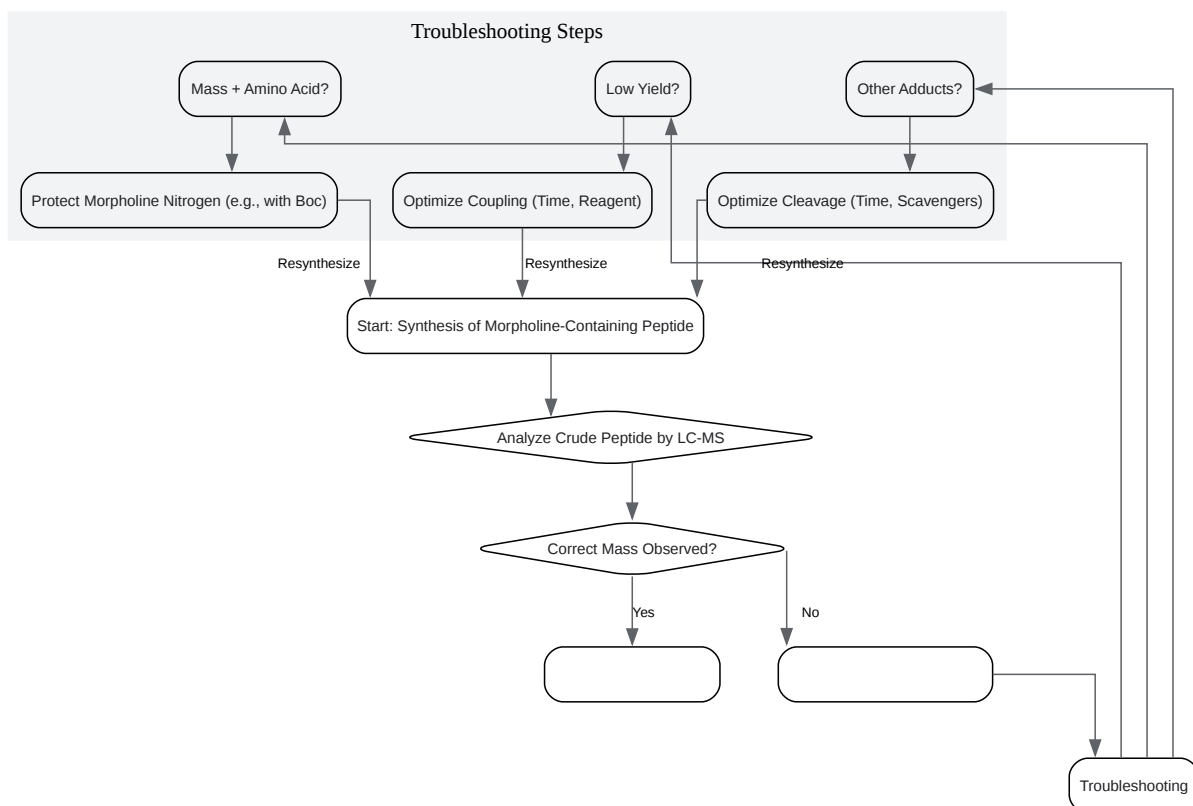 Troubleshooting Steps
Mass + Amino Acid?
Low Yield?
Other Adducts?
Protect Morpholine Nitrogen (e.g., with Boc)
Optimize Coupling (Time, Reagent)
Optimize Cleavage (Time, Scavengers)
Resynthesize
Resynthesize
Resynthesize
Start: Synthesis of Morpholine-Containing Peptide
Analyze Crude Peptide by LC-MS
Correct Mass Observed?
Yes
No
Troubleshooting